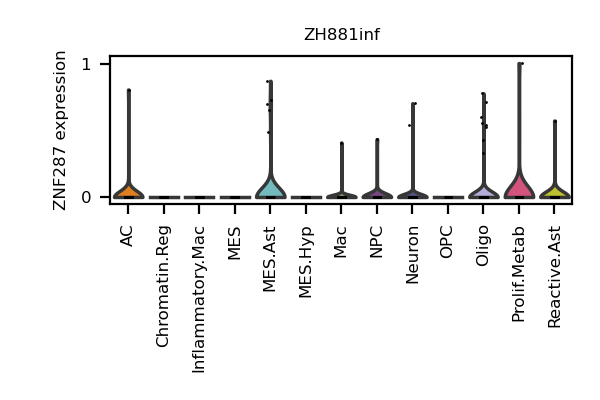 ZH881inf
ZNF287 expression
1
0
AC
Chromatin.Reg
Inflammatory.Mac
MES
MES.Ast
MES.Hyp
Mac
NPC
Neuron
OPC
Oligo
Prolif.Metab
Reactive.Ast